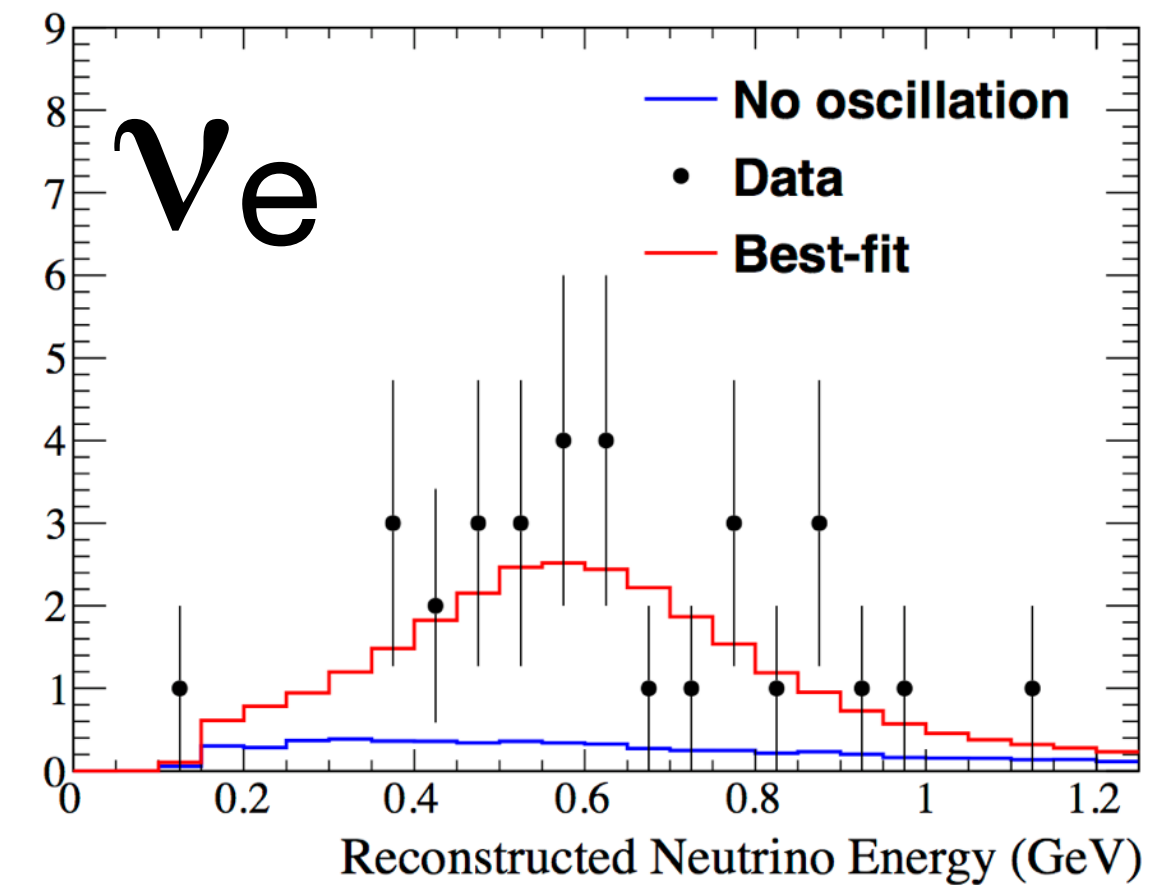 9
8
7
6
5
4
3
2
1
0
νe
No oscillation
Data
Best-fit
0 0.2 0.4 0.6 0.8 1 1.2
Reconstructed Neutrino Energy (GeV)